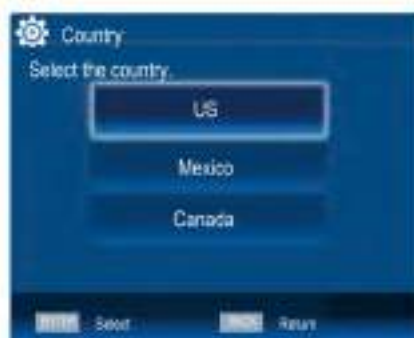 Country
Select the country.
US
Mexico
Canada
Select
Return